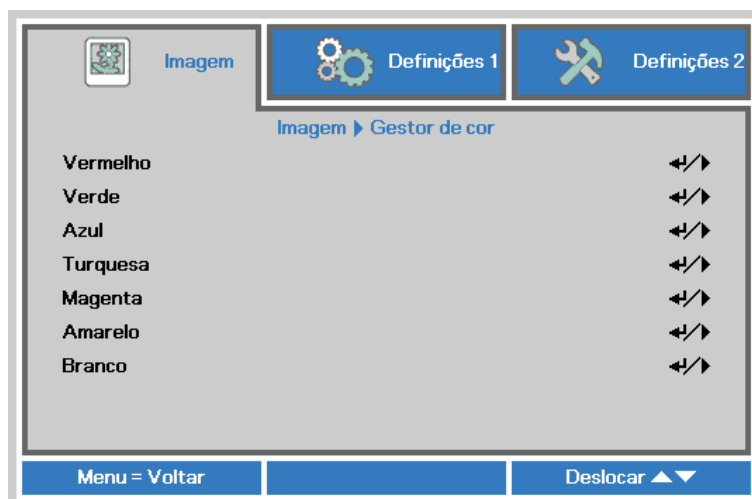 Imagem Definições 1 Definições 2
Imagem Gestor de cor
Vermelho
Verde
Azul
Turquesa
Magenta
Amarelo
Branco
Menu = Voltar Deslocar